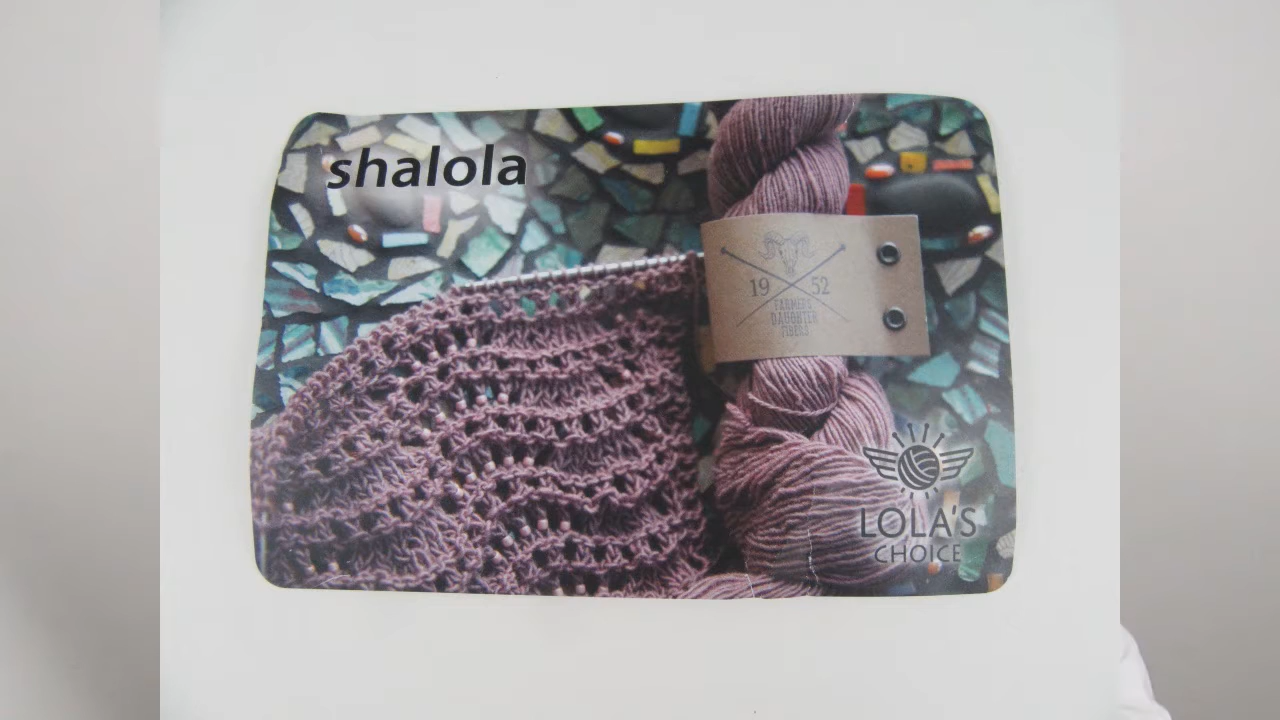 shalola
19 52
FARMER'S
DAUGHTER
FIBERS
LOLA'S
CHOICE